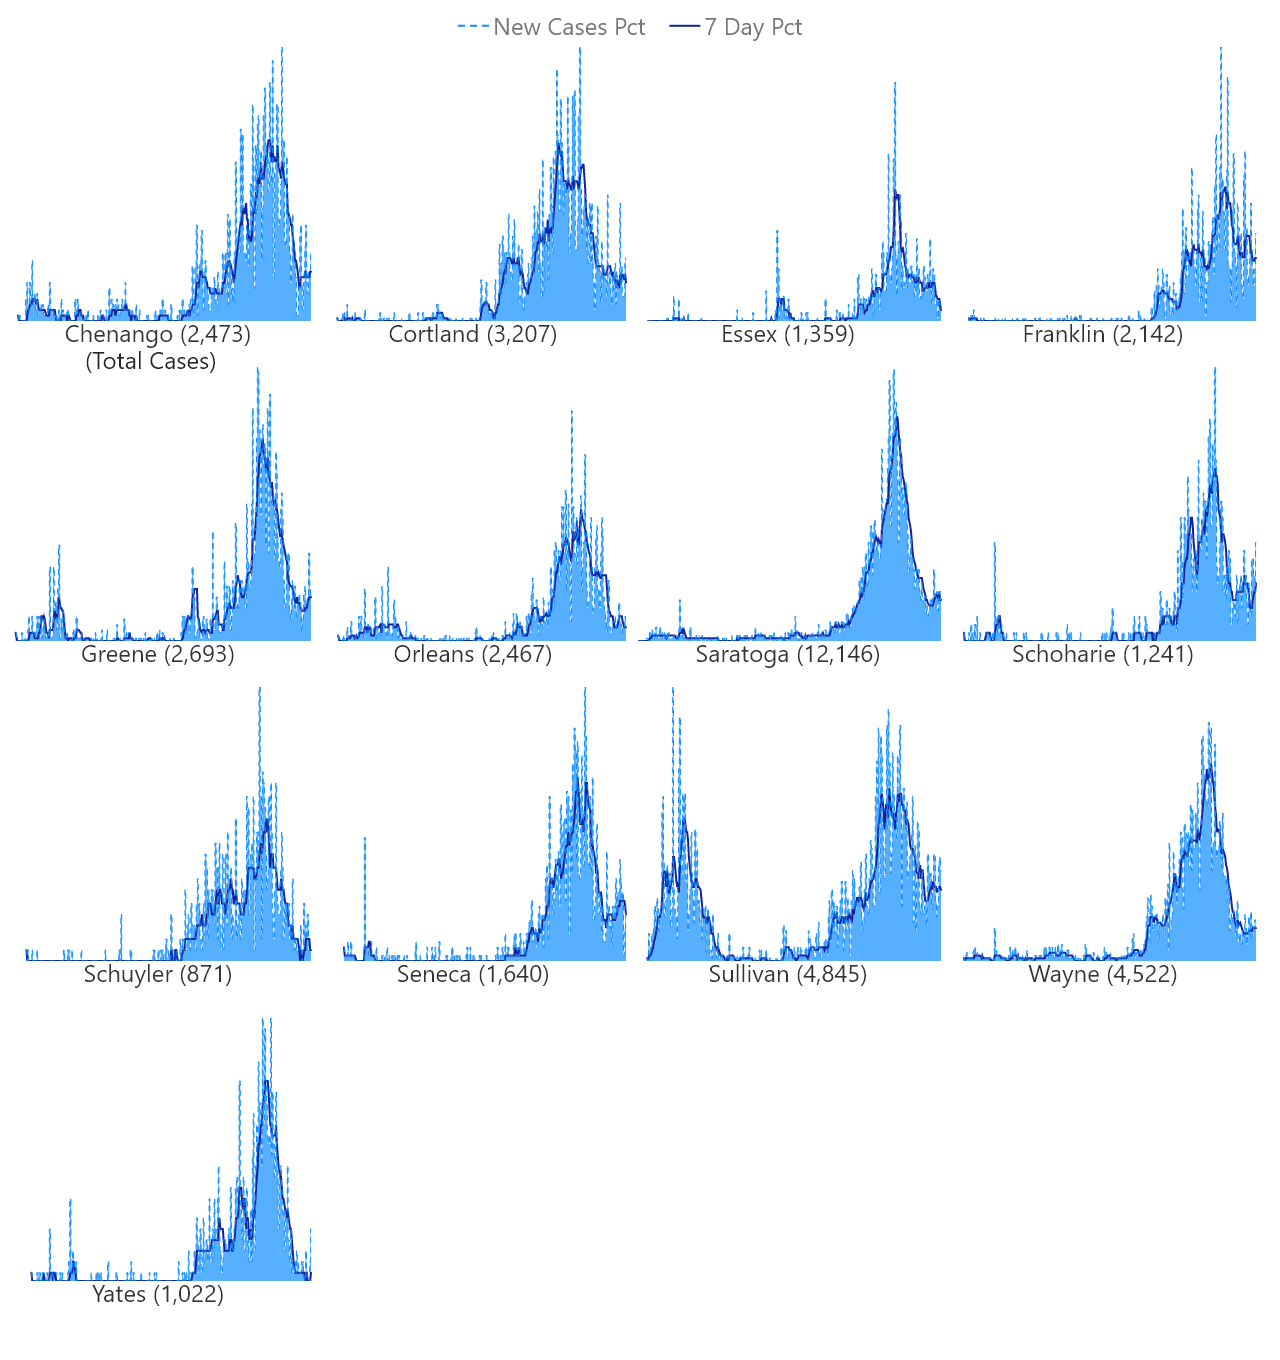 New Cases Pct 7 Day Pct
Chenango (2,473)
(Total Cases)
Cortland (3,207)
Essex (1,359)
Franklin (2,142)
Greene (2,693)
Orleans (2,467)
Saratoga (12,146)
Schoharie (1,241)
Schuyler (871)
Seneca (1,640)
Sullivan (4,845)
Wayne (4,522)
Yates (1,022)